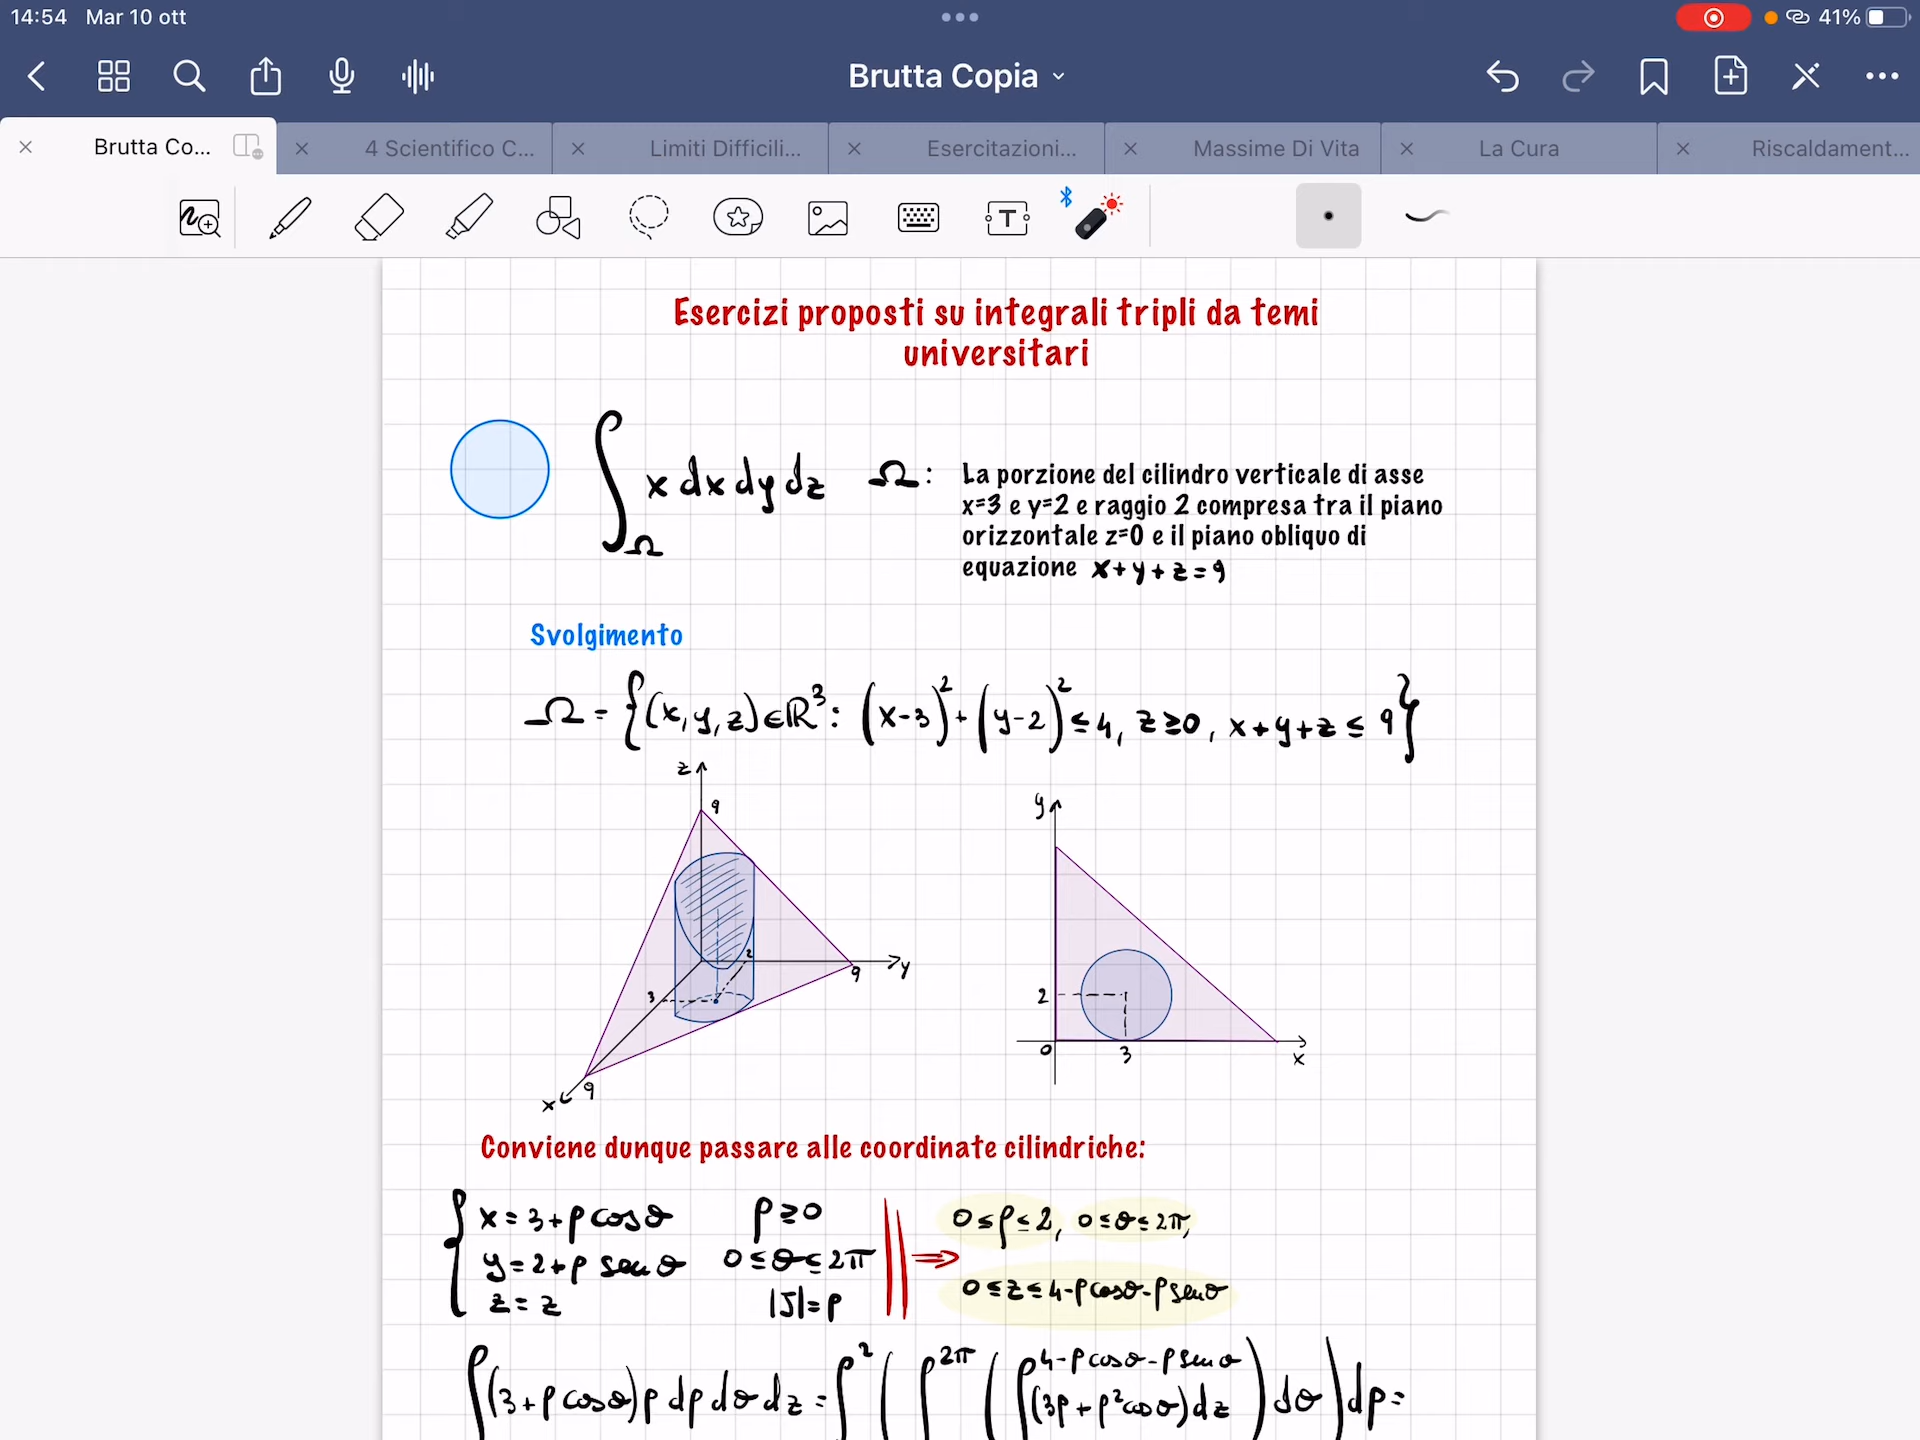 14:54 Mar 10 ott 41%
Brutta Copia
Brutta Co... 4 Scientifico C... Limiti Difficili... Esercitazioni... Massime Di Vita La Cura Riscaldament...
T
Esercizi proposti su integrali tripli da temi
universitari
∫_Ω x dx dy dz Ω:
La porzione del cilindro verticale di asse
x=3 e y=2 e raggio 2 compresa tra il piano
orizzontale z=0 e il piano obliquo di
equazione x+y+z=9
Svolgimento
Ω = {(x,y,z)∈ℝ³: (x-3)²+(y-2)²≤4, z≥0, x+y+z≤9}
z
9
2
y
9
3
9
x
y
2
0
3
x
Conviene dunque passare alle coordinate cilindriche:
x=3+ρcosθ ρ≥0 0≤ρ≤2, 0≤θ≤2π,
y=2+ρ senθ 0≤θ≤2π ⇒
z=z |J|=ρ 0≤z≤4-ρcosθ-ρsenθ
∫(3+ρcosθ)ρ dρ dθ dz = ∫²(∫^2π(∫^4-ρcosθ-ρsenθ (3ρ+ρ²cosθ)dz)dθ)dρ=